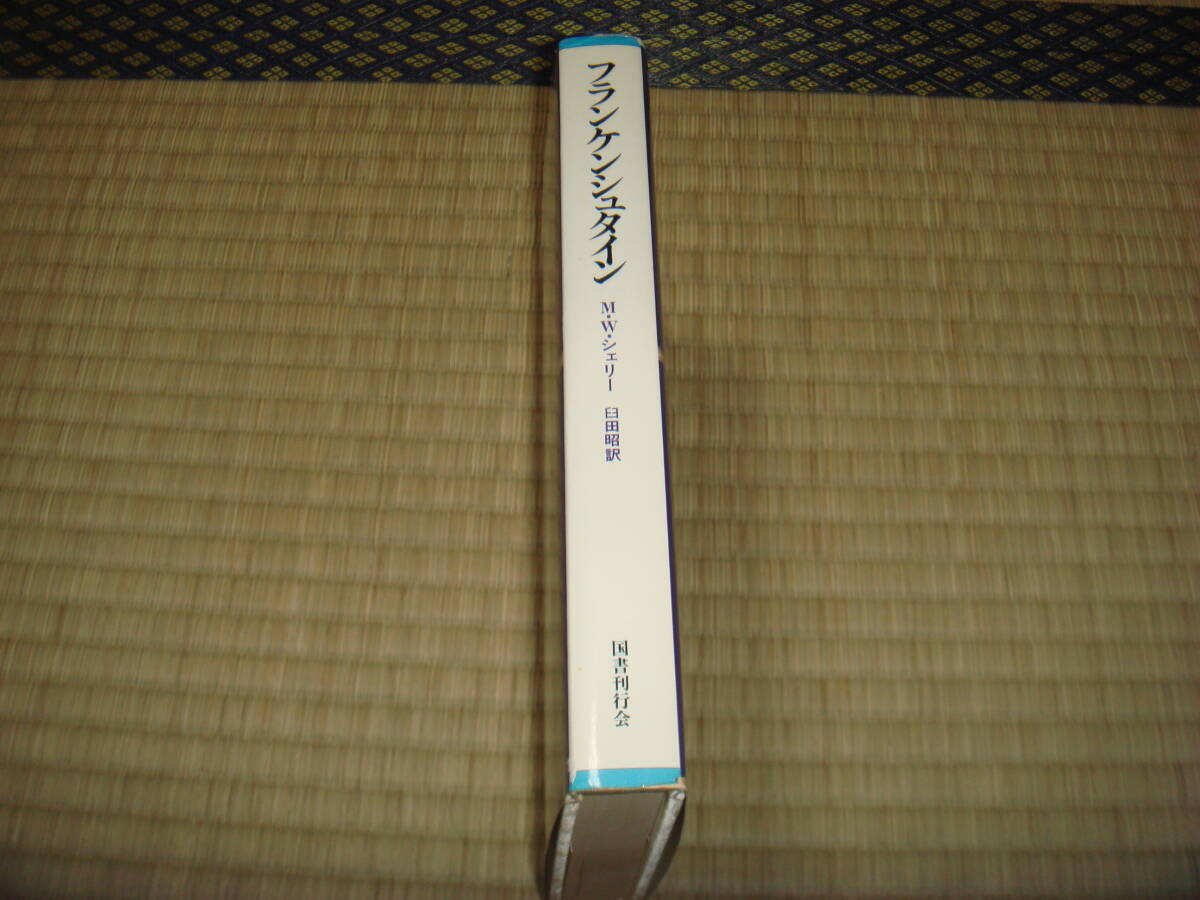 フランケンシュタイン
M・W・シェリー
臼田昭訳
国書刊行会